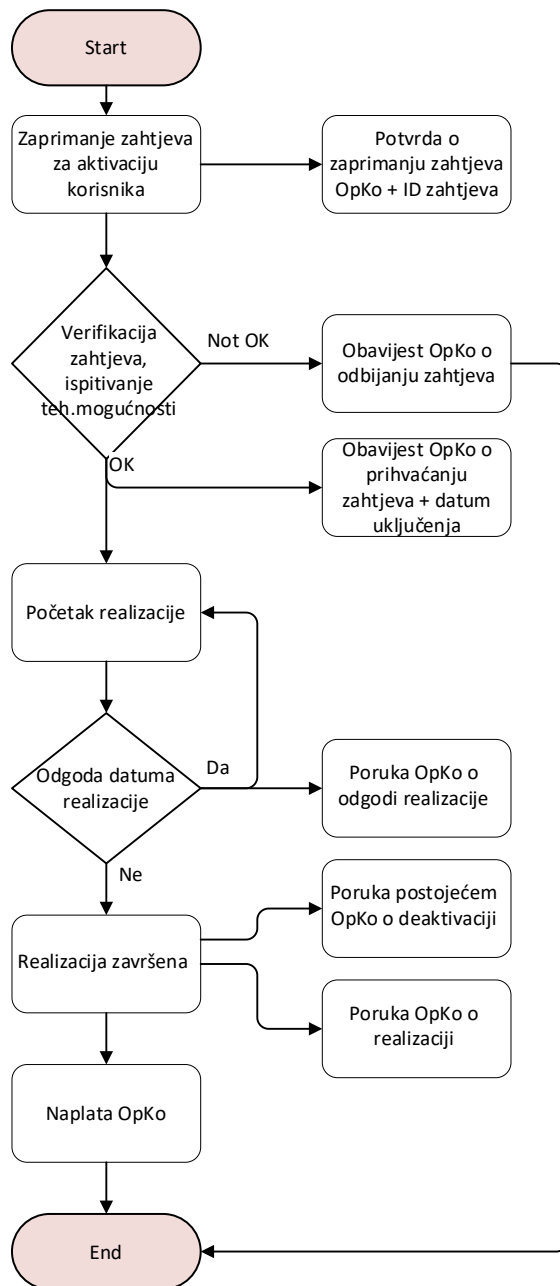 Start
Zaprimanje zahtjeva
za aktivaciju
korisnika
Potvrda o
zaprimanju zahtjeva
OpKo + ID zahtjeva
Verifikacija
zahtjeva,
ispitivanje
teh.mogućnosti
Not OK
Obavijest OpKo o
odbijanju zahtjeva
OK
Obavijest OpKo o
prihvaćanju
zahtjeva + datum
uključenja
Početak realizacije
Odgoda datuma
realizacije
Da
Poruka OpKo o
odgodi realizacije
Ne
Poruka postojećem
OpKo o deaktivaciji
Realizacija završena
Poruka OpKo o
realizaciji
Naplata OpKo
End